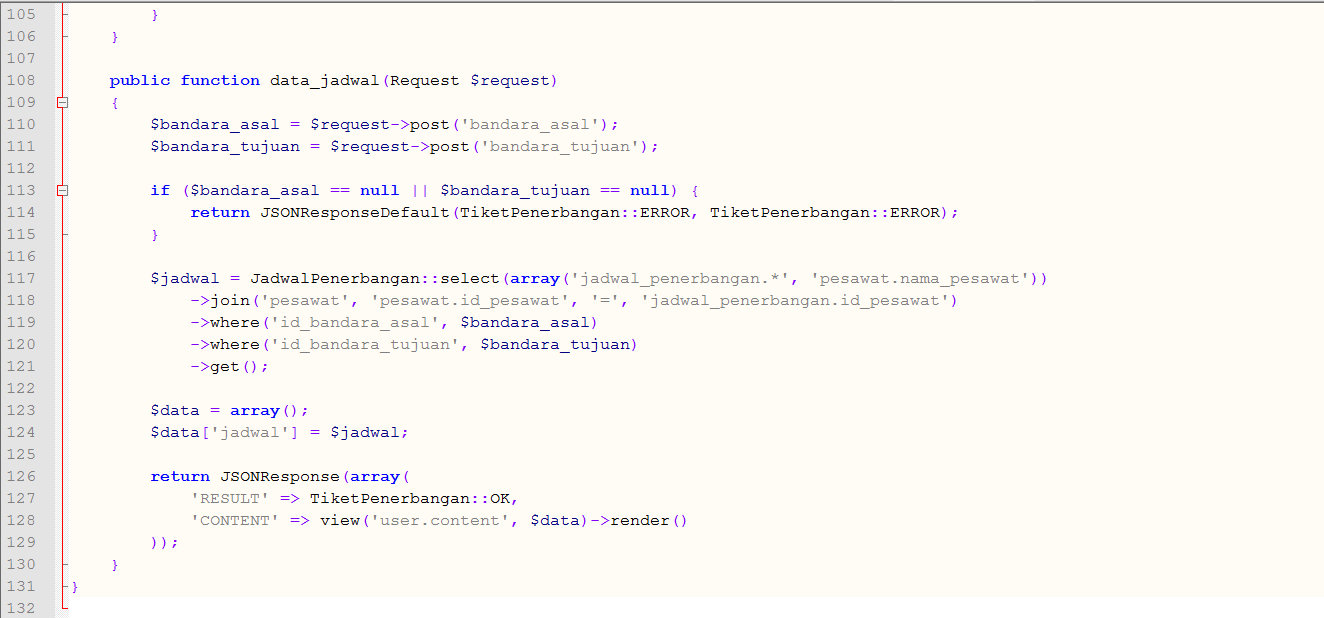 105         }
106     }
107
108     public function data_jadwal(Request $request)
109     {
110         $bandara_asal = $request->post('bandara_asal');
111         $bandara_tujuan = $request->post('bandara_tujuan');
112
113         if ($bandara_asal == null || $bandara_tujuan == null) {
114             return JSONResponseDefault(TiketPenerbangan::ERROR, TiketPenerbangan::ERROR);
115         }
116
117         $jadwal = JadwalPenerbangan::select(array('jadwal_penerbangan.*', 'pesawat.nama_pesawat'))
118             ->join('pesawat', 'pesawat.id_pesawat', '=', 'jadwal_penerbangan.id_pesawat')
119             ->where('id_bandara_asal', $bandara_asal)
120             ->where('id_bandara_tujuan', $bandara_tujuan)
121             ->get();
122
123         $data = array();
124         $data['jadwal'] = $jadwal;
125
126         return JSONResponse(array(
127             'RESULT' => TiketPenerbangan::OK,
128             'CONTENT' => view('user.content', $data)->render()
129         ));
130     }
131 }
132